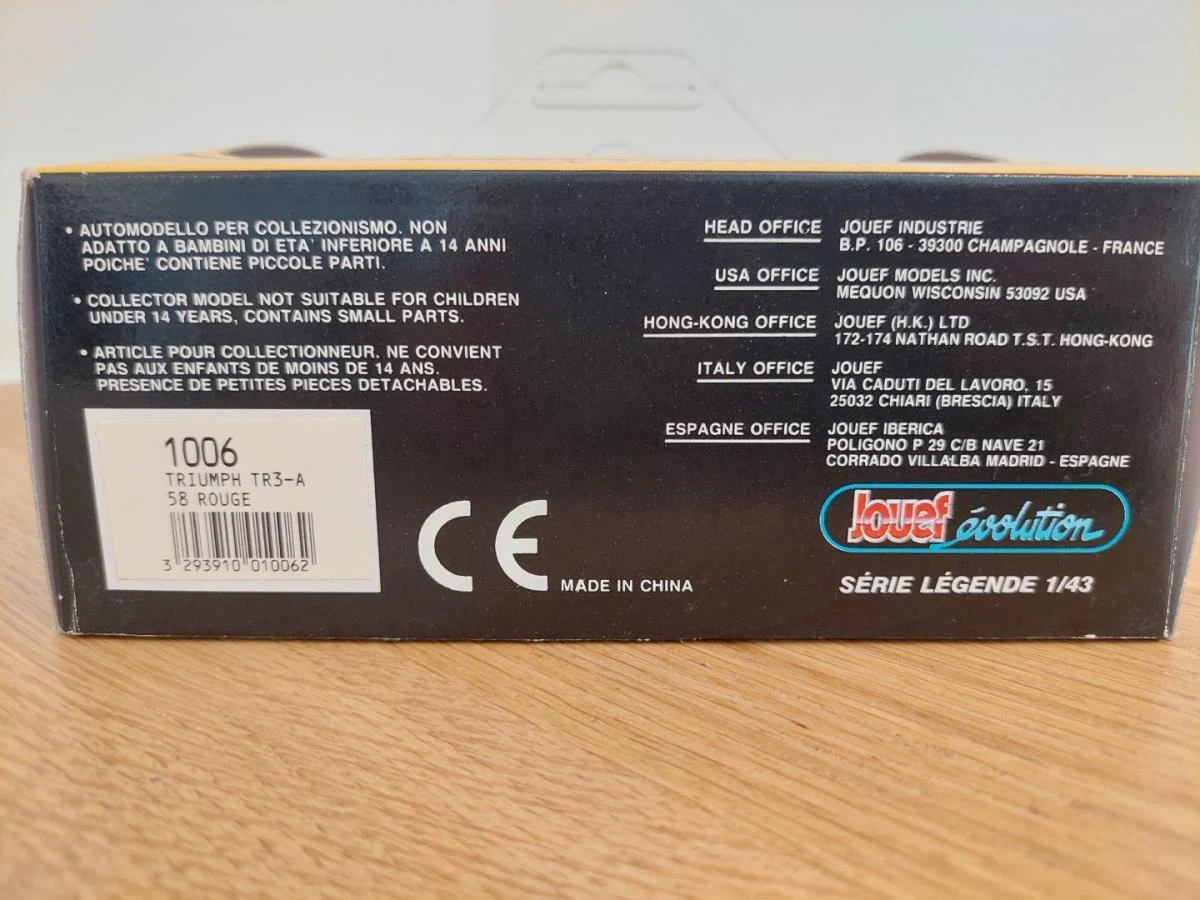 • AUTOMODELLO PER COLLEZIONISMO. NON
ADATTO A BAMBINI DI ETA' INFERIORE A 14 ANNI
POICHE' CONTIENE PICCOLE PARTI.
• COLLECTOR MODEL NOT SUITABLE FOR CHILDREN
UNDER 14 YEARS, CONTAINS SMALL PARTS.
• ARTICLE POUR COLLECTIONNEUR. NE CONVIENT
PAS AUX ENFANTS DE MOINS DE 14 ANS.
PRESENCE DE PETITES PIECES DETACHABLES.
1006
TRIUMPH TR3-A
58 ROUGE
3 293910 010062
CE MADE IN CHINA
HEAD OFFICE JOUEF INDUSTRIE
B.P. 106 - 39300 CHAMPAGNOLE - FRANCE
USA OFFICE JOUEF MODELS INC.
MEQUON WISCONSIN 53092 USA
HONG-KONG OFFICE JOUEF (H.K.) LTD
172-174 NATHAN ROAD T.S.T. HONG-KONG
ITALY OFFICE JOUEF
VIA CADUTI DEL LAVORO, 15
25032 CHIARI (BRESCIA) ITALY
ESPAGNE OFFICE JOUEF IBERICA
POLIGONO P 29 C/B NAVE 21
CORRADO VILLALBA MADRID - ESPAGNE
Jouef évolution
SÉRIE LÉGENDE 1/43